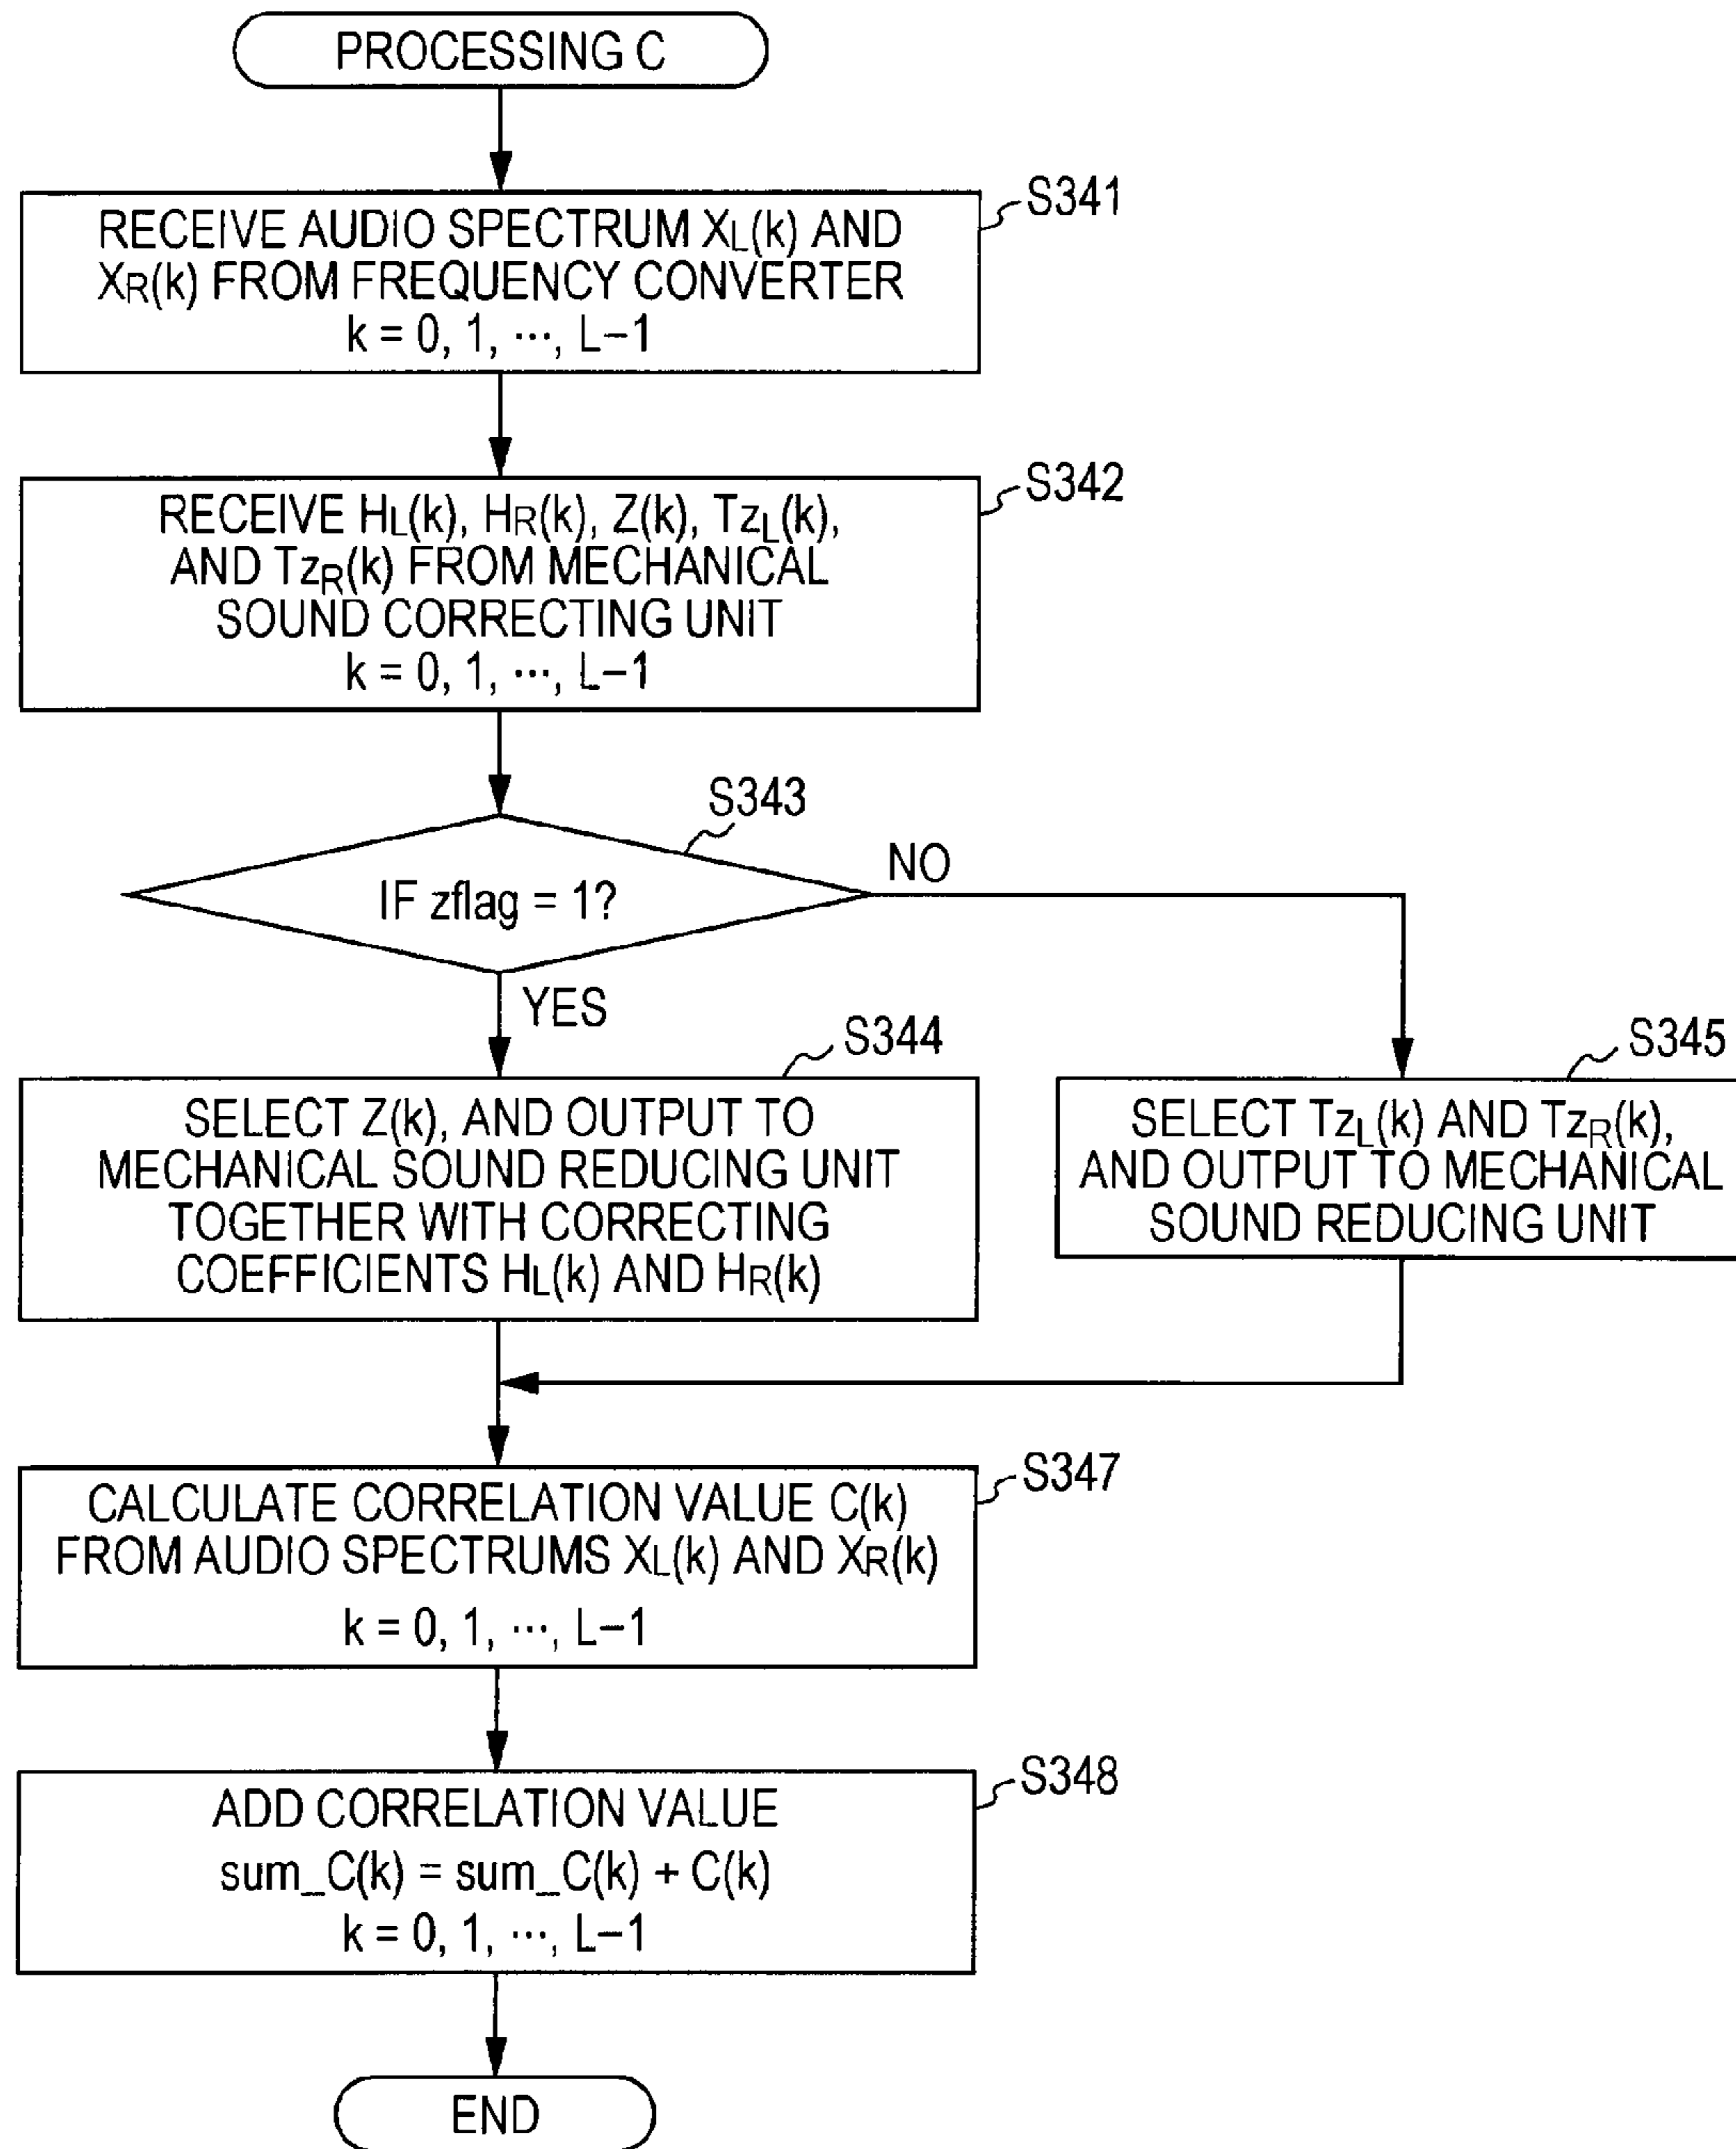 PROCESSING C
S341
RECEIVE AUDIO SPECTRUM XL(k) AND
XR(k) FROM FREQUENCY CONVERTER
k = 0, 1, ···, L−1
S342
RECEIVE HL(k), HR(k), Z(k), TzL(k),
AND TzR(k) FROM MECHANICAL
SOUND CORRECTING UNIT
k = 0, 1, ···, L−1
S343
IF zflag = 1?
NO
YES
S344
SELECT Z(k), AND OUTPUT TO
MECHANICAL SOUND REDUCING UNIT
TOGETHER WITH CORRECTING
COEFFICIENTS HL(k) AND HR(k)
S345
SELECT TzL(k) AND TzR(k),
AND OUTPUT TO MECHANICAL
SOUND REDUCING UNIT
S347
CALCULATE CORRELATION VALUE C(k)
FROM AUDIO SPECTRUMS XL(k) AND XR(k)
k = 0, 1, ···, L−1
S348
ADD CORRELATION VALUE
sum_C(k) = sum_C(k) + C(k)
k = 0, 1, ···, L−1
END